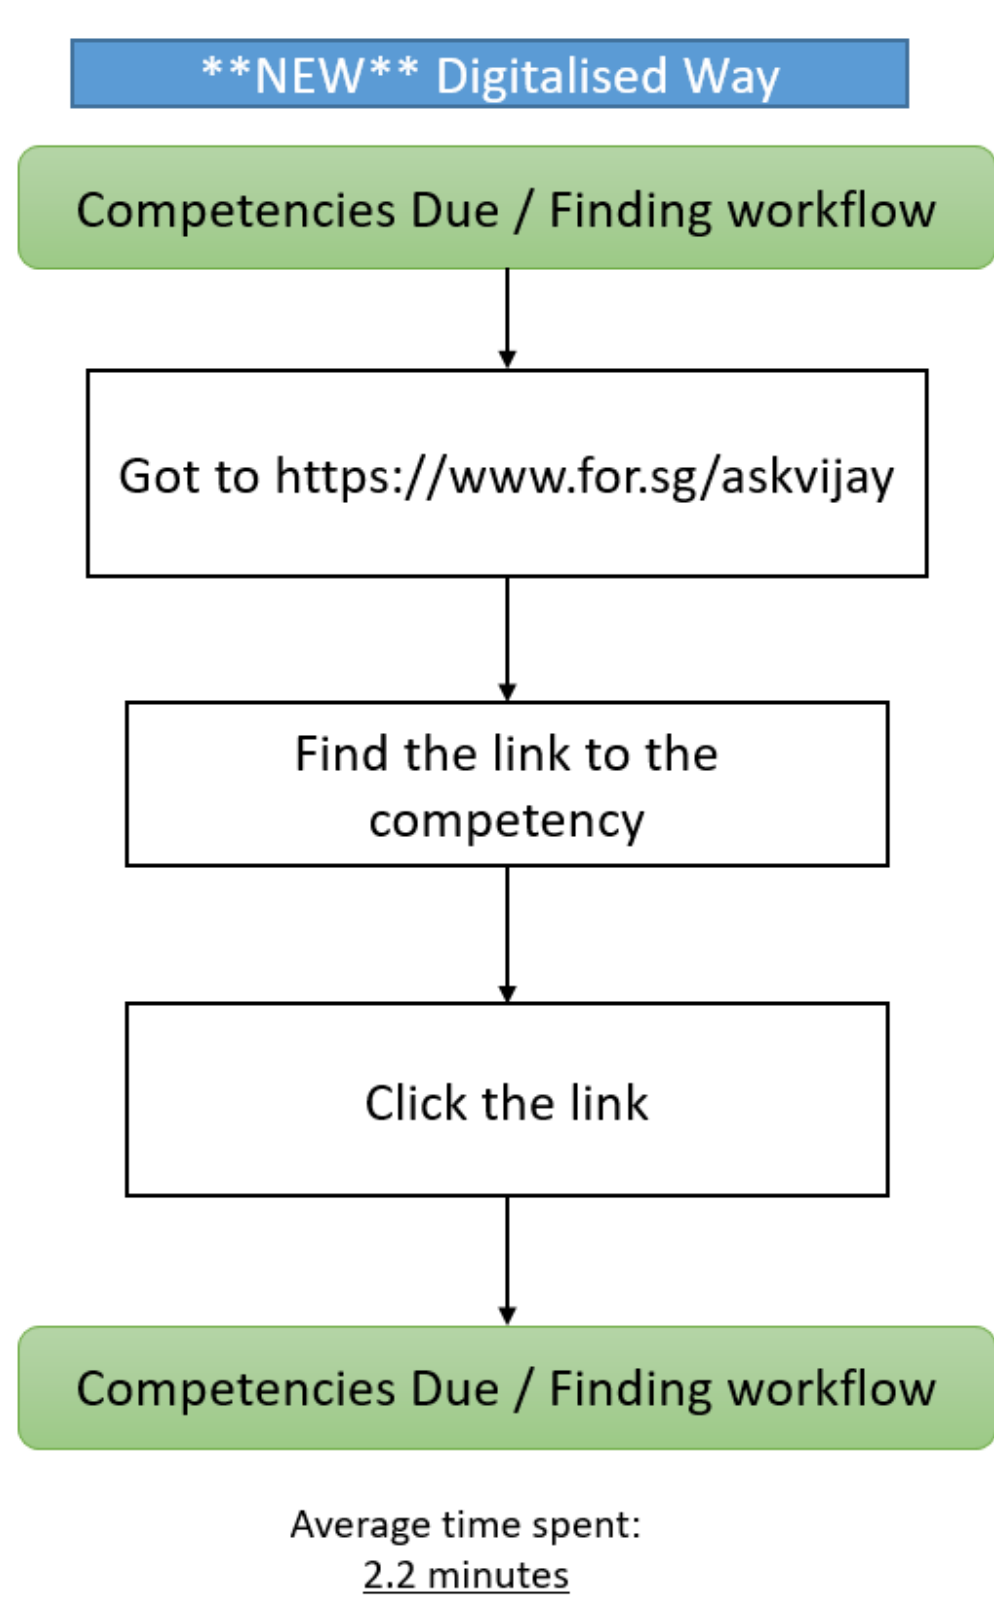 **NEW** Digitalised Way
Competencies Due / Finding workflow
Got to https://www.for.sg/askvijay
Find the link to the
competency
Click the link
Competencies Due / Finding workflow
Average time spent:
2.2 minutes